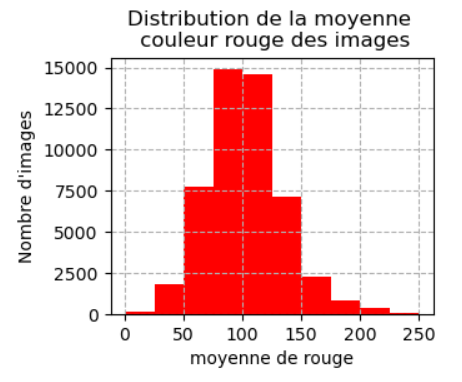 Distribution de la moyenne
couleur rouge des images
Nombre d'images
15000
12500
10000
7500
5000
2500
0
0 50 100 150 200 250
moyenne de rouge